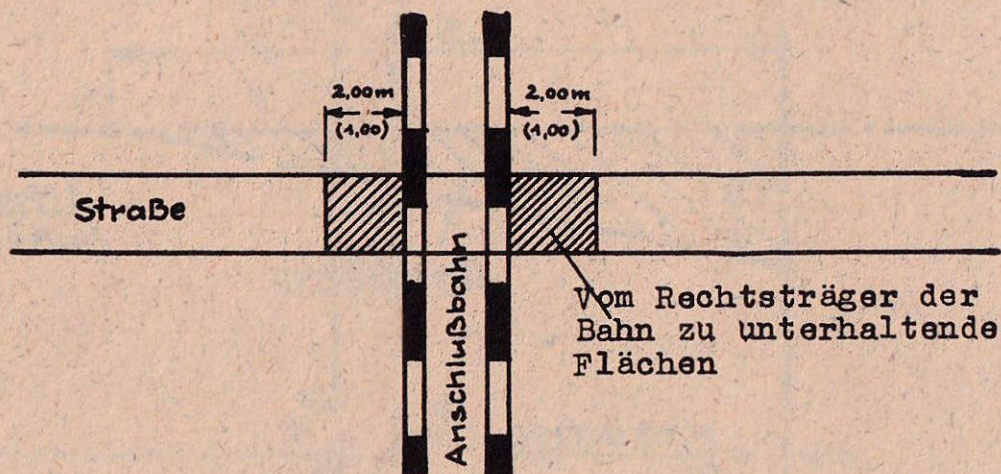 2,00m
(1,00)
2,00m
(1,00)
Straße
Anschlußbahn
Vom Rechtsträger der
Bahn zu unterhaltende
Flächen